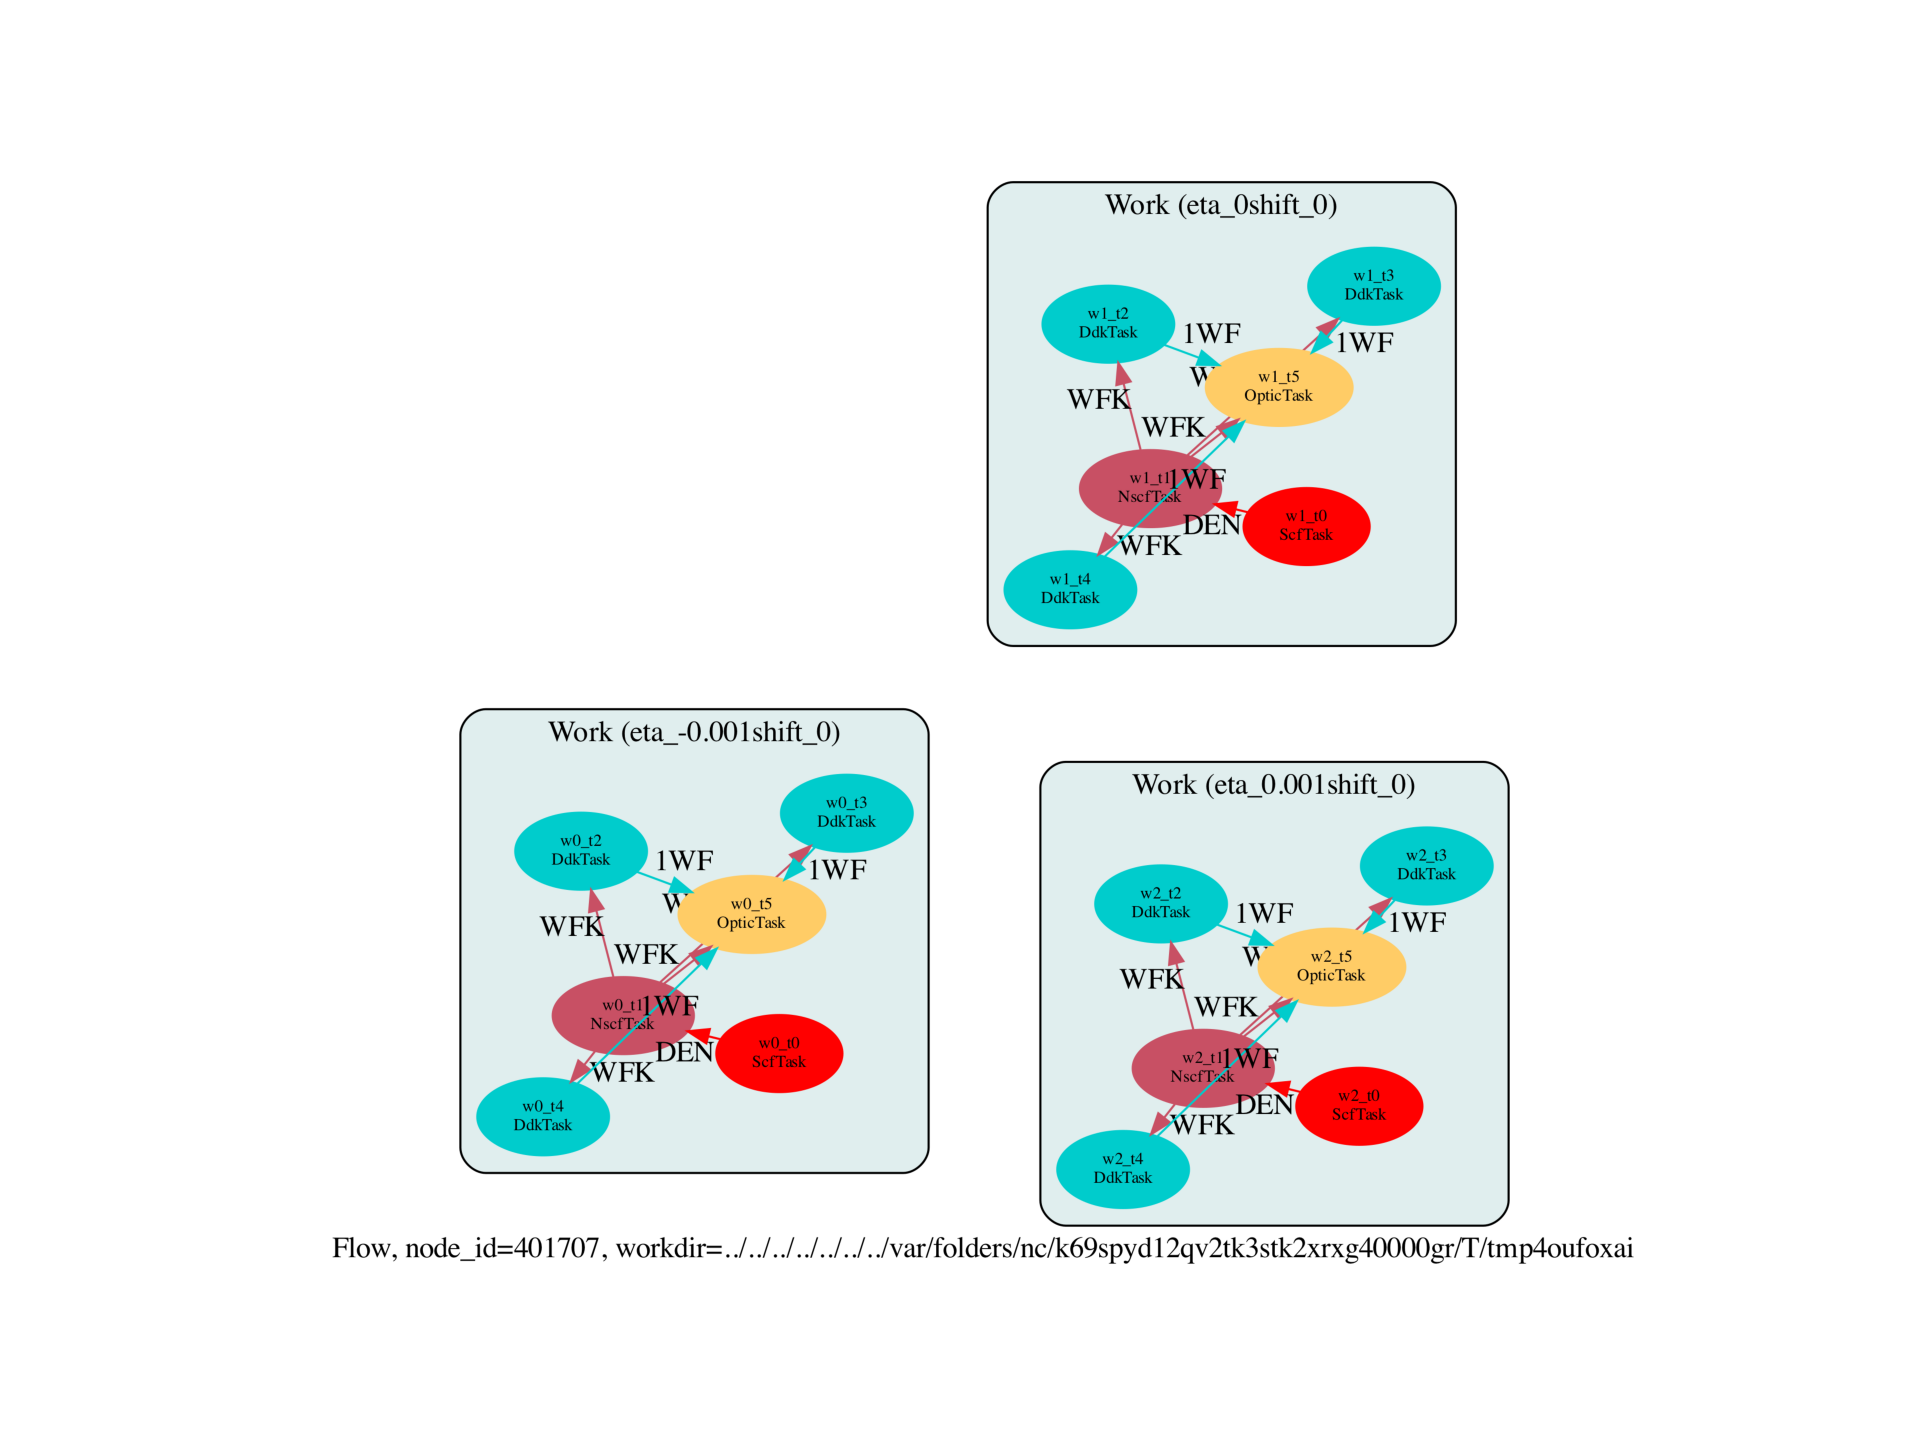 Work (eta_0shift_0)
w1_t3
DdkTask
w1_t2
DdkTask
1WF
1WF
w1_t5
OpticTask
WFK
WFK
w1_t1
NscfTask
1WF
w1_t0
ScfTask
DEN
WFK
w1_t4
DdkTask
Work (eta_-0.001shift_0)
w0_t3
DdkTask
w0_t2
DdkTask
1WF
1WF
w0_t5
OpticTask
WFK
WFK
w0_t1
NscfTask
1WF
w0_t0
ScfTask
DEN
WFK
w0_t4
DdkTask
Work (eta_0.001shift_0)
w2_t3
DdkTask
w2_t2
DdkTask
1WF
1WF
w2_t5
OpticTask
WFK
WFK
w2_t1
NscfTask
1WF
w2_t0
ScfTask
DEN
WFK
w2_t4
DdkTask
Flow, node_id=401707, workdir=../../../../../../../var/folders/nc/k69spyd12qv2tk3stk2xrxg40000gr/T/tmp4oufoxai